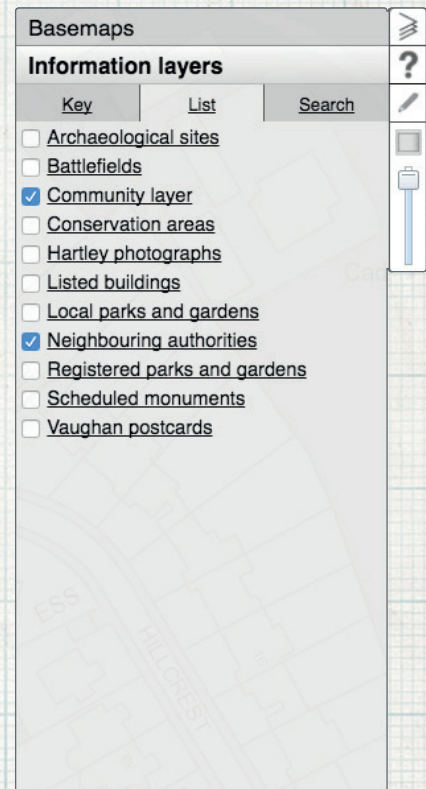 Basemaps
Information layers
Key List Search
Archaeological sites
Battlefields
Community layer
Conservation areas
Hartley photographs
Listed buildings
Local parks and gardens
Neighbouring authorities
Registered parks and gardens
Scheduled monuments
Vaughan postcards
?
ESS
HILLCREST